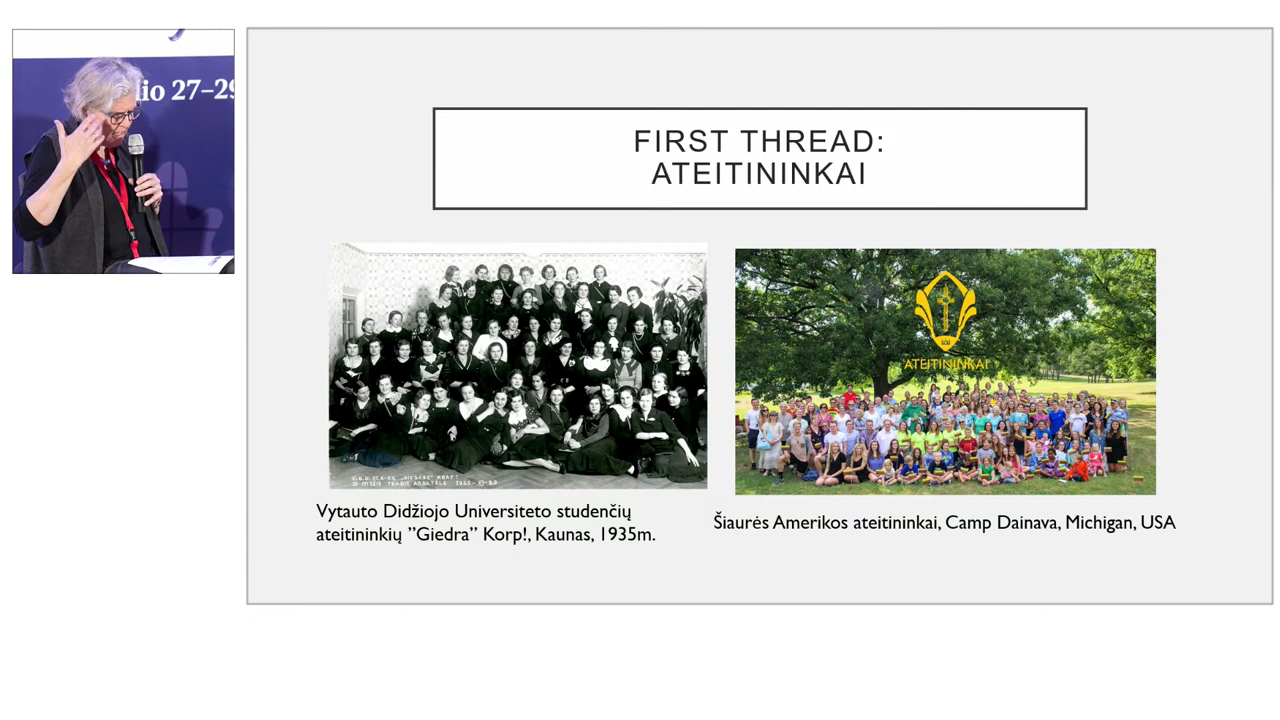 lio 27–29
FIRST THREAD:
ATEITININKAI
ATEITININKAI
Vytauto Didžiojo Universiteto studenčių
ateitininkių ”Giedra” Korp!, Kaunas, 1935m.
Šiaurės Amerikos ateitininkai, Camp Dainava, Michigan, USA